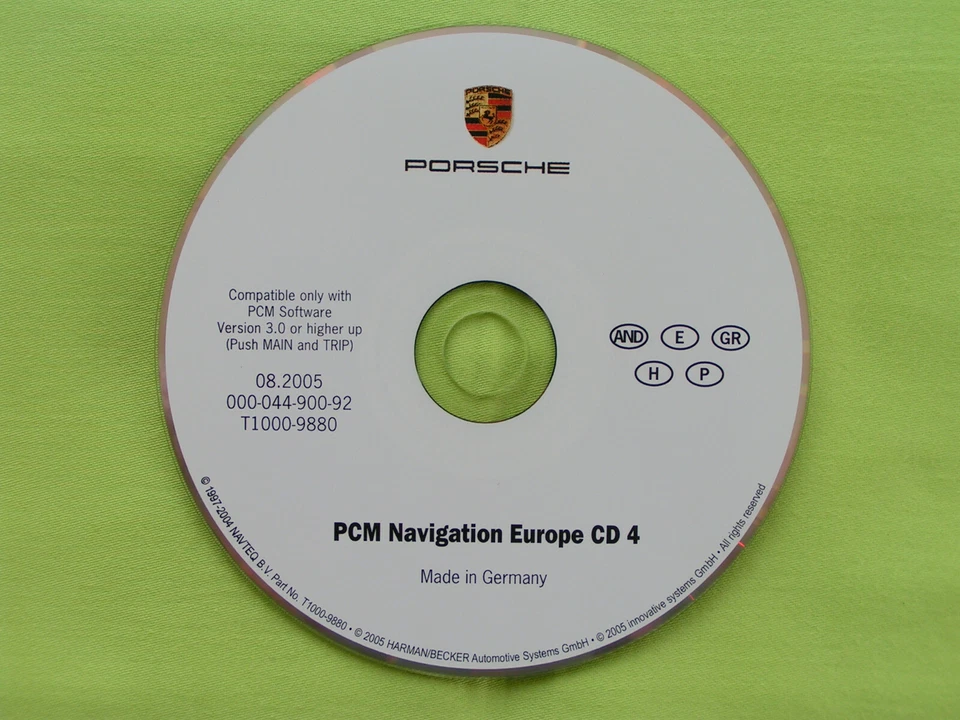 PORSCHE
PORSCHE
Compatible only with
PCM Software
Version 3.0 or higher up
(Push MAIN and TRIP)
08.2005
000-044-900-92
T1000-9880
AND E GR
H P
PCM Navigation Europe CD 4
Made in Germany
© 1997-2004 NAVTEQ B.V. Part No. T1000-9880 • © 2005 HARMAN/BECKER Automotive Systems GmbH • © 2005 innovative systems GmbH • All rights reserved